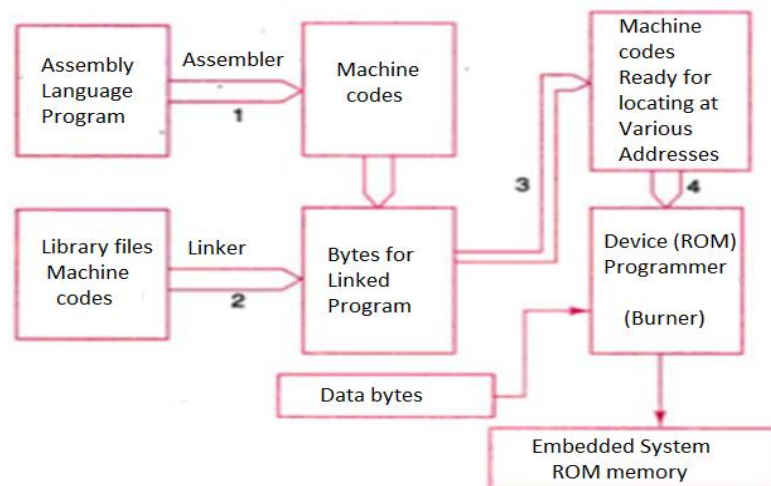 Assembly
Language
Program
Assembler
1
Machine
codes
Machine
codes
Ready for
locating at
Various
Addresses
3
4
Library files
Machine
codes
Linker
2
Bytes for
Linked
Program
Device (ROM)
Programmer
(Burner)
Data bytes
Embedded System
ROM memory